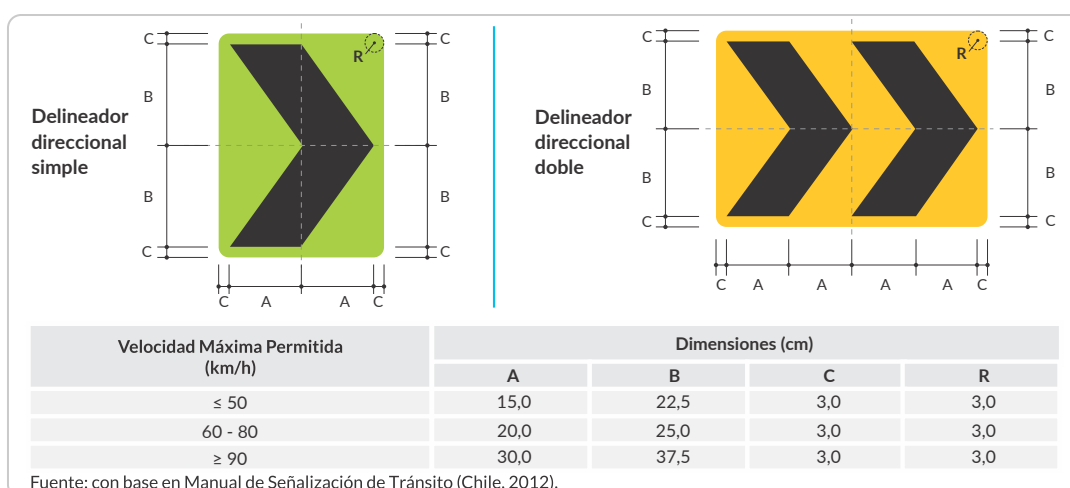 Delineador
direccional
simple
C
B
B
C
R
C
B
B
C
C A A C
Delineador
direccional
doble
C
B
B
C
R
C
B
B
C
C A A A A C
Velocidad Máxima Permitida
(km/h)
Dimensiones (cm)
A B C R
≤ 50 15,0 22,5 3,0 3,0
60 - 80 20,0 25,0 3,0 3,0
≥ 90 30,0 37,5 3,0 3,0
Fuente: con base en Manual de Señalización de Tránsito (Chile, 2012).